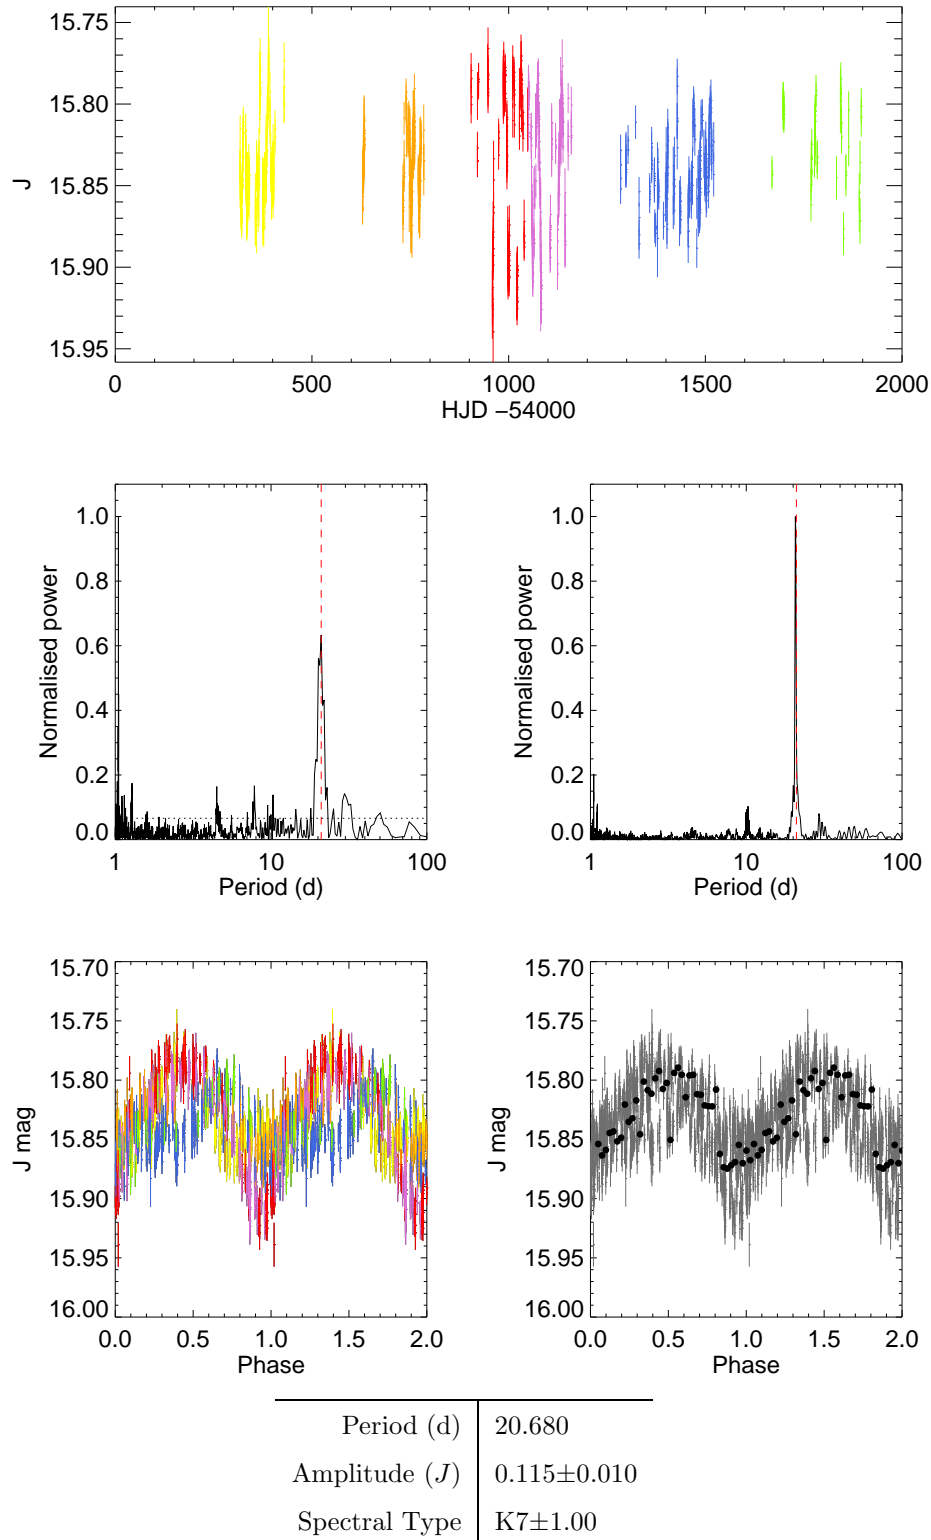 15.75
15.80
15.85
15.90
15.95
J
0 500 1000 1500 2000
HJD −54000
1.0
0.8
0.6
0.4
0.2
0.0
Normalised power
1 10 100
Period (d)
1.0
0.8
0.6
0.4
0.2
0.0
Normalised power
1 10 100
Period (d)
15.70
15.75
15.80
15.85
15.90
15.95
16.00
J mag
0.0 0.5 1.0 1.5 2.0
Phase
15.70
15.75
15.80
15.85
15.90
15.95
16.00
J mag
0.0 0.5 1.0 1.5 2.0
Phase
Period (d) 20.680
Amplitude (J) 0.115±0.010
Spectral Type K7±1.00